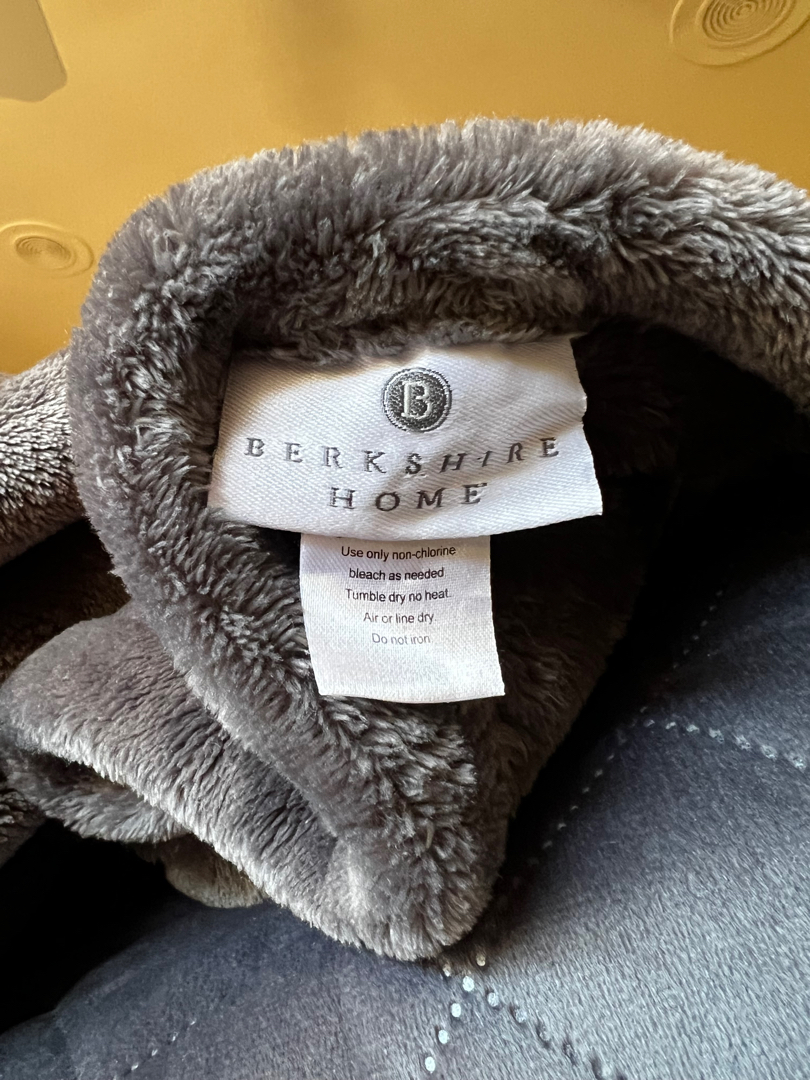 B
BERKSHIRE
HOME
Use only non-chlorine
bleach as needed
Tumble dry no heat.
Air or line dry
Do not iron